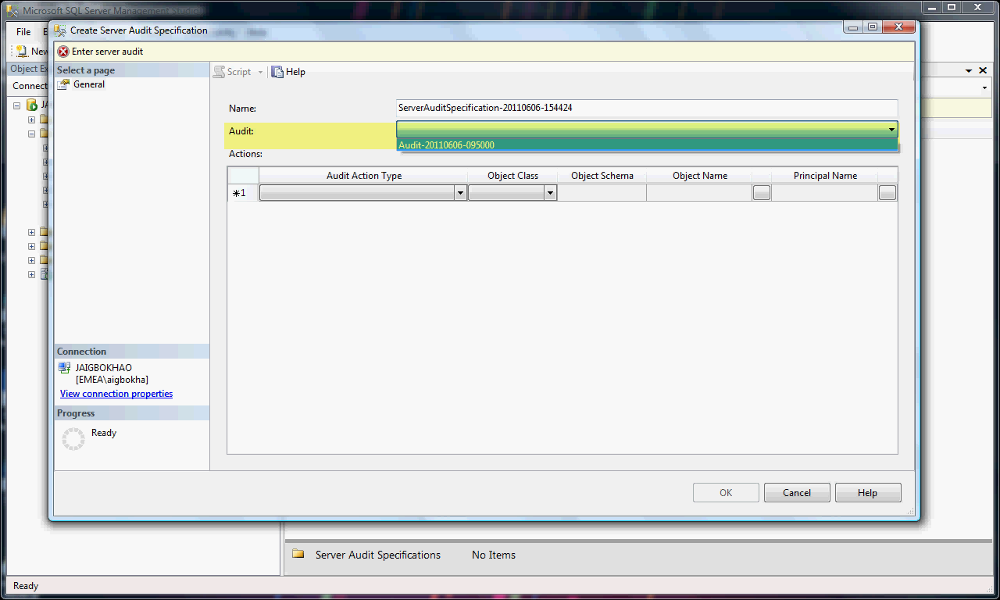 Microsoft SQL Server Management Studio
File
Create Server Audit Specification
New
Enter server audit
Object Ex
Select a page
Connect
General
Script
Help
Name:
ServerAuditSpecification-20110606-154424
Audit:
Audit-20110606-095000
Actions:
Audit Action Type
Object Class
Object Schema
Object Name
Principal Name
1
Connection
JAIGBOKHAO
[EMEA\aigbokha]
View connection properties
Progress
Ready
OK
Cancel
Help
Server Audit Specifications
No Items
Ready